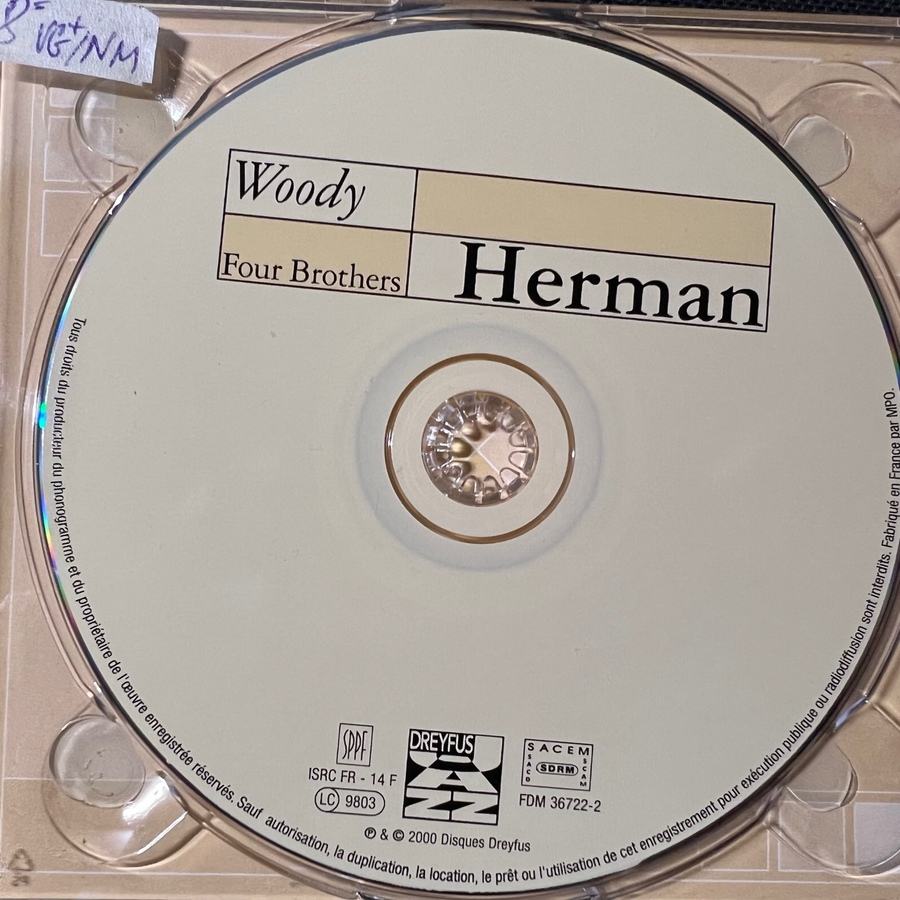 8=
VG+/NM
Woody
Four Brothers
Herman
Tous droits du producteur du phonogramme et du propriétaire de l'œuvre enregistrée réservés. Sauf autorisation, la duplication, la location, le prêt ou l'utilisation de cet enregistrement pour exécution publique ou radiodiffusion sont interdits. Fabriqué en France par MPO.
SPPF
ISRC FR - 14 F
LC 9803
DREYFUS
JAZZ
SACEM
SACD
SDRM
SCAM
FDM 36722-2
℗ & © 2000 Disques Dreyfus